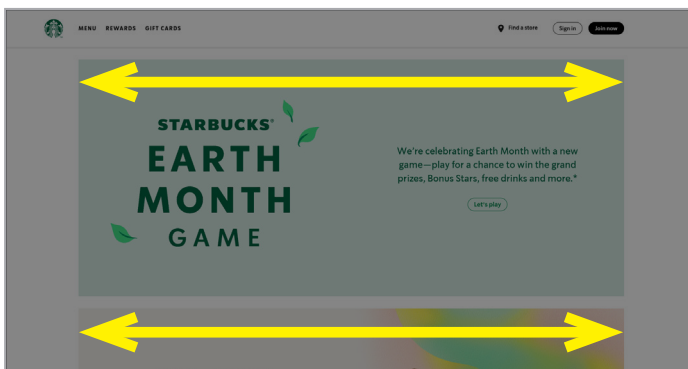 MENU REWARDS GIFT CARDS
Find a store Sign in Join now
STARBUCKS®
EARTH
MONTH
GAME
We're celebrating Earth Month with a new
game—play for a chance to win the grand
prizes, Bonus Stars, free drinks and more.*
Let's play